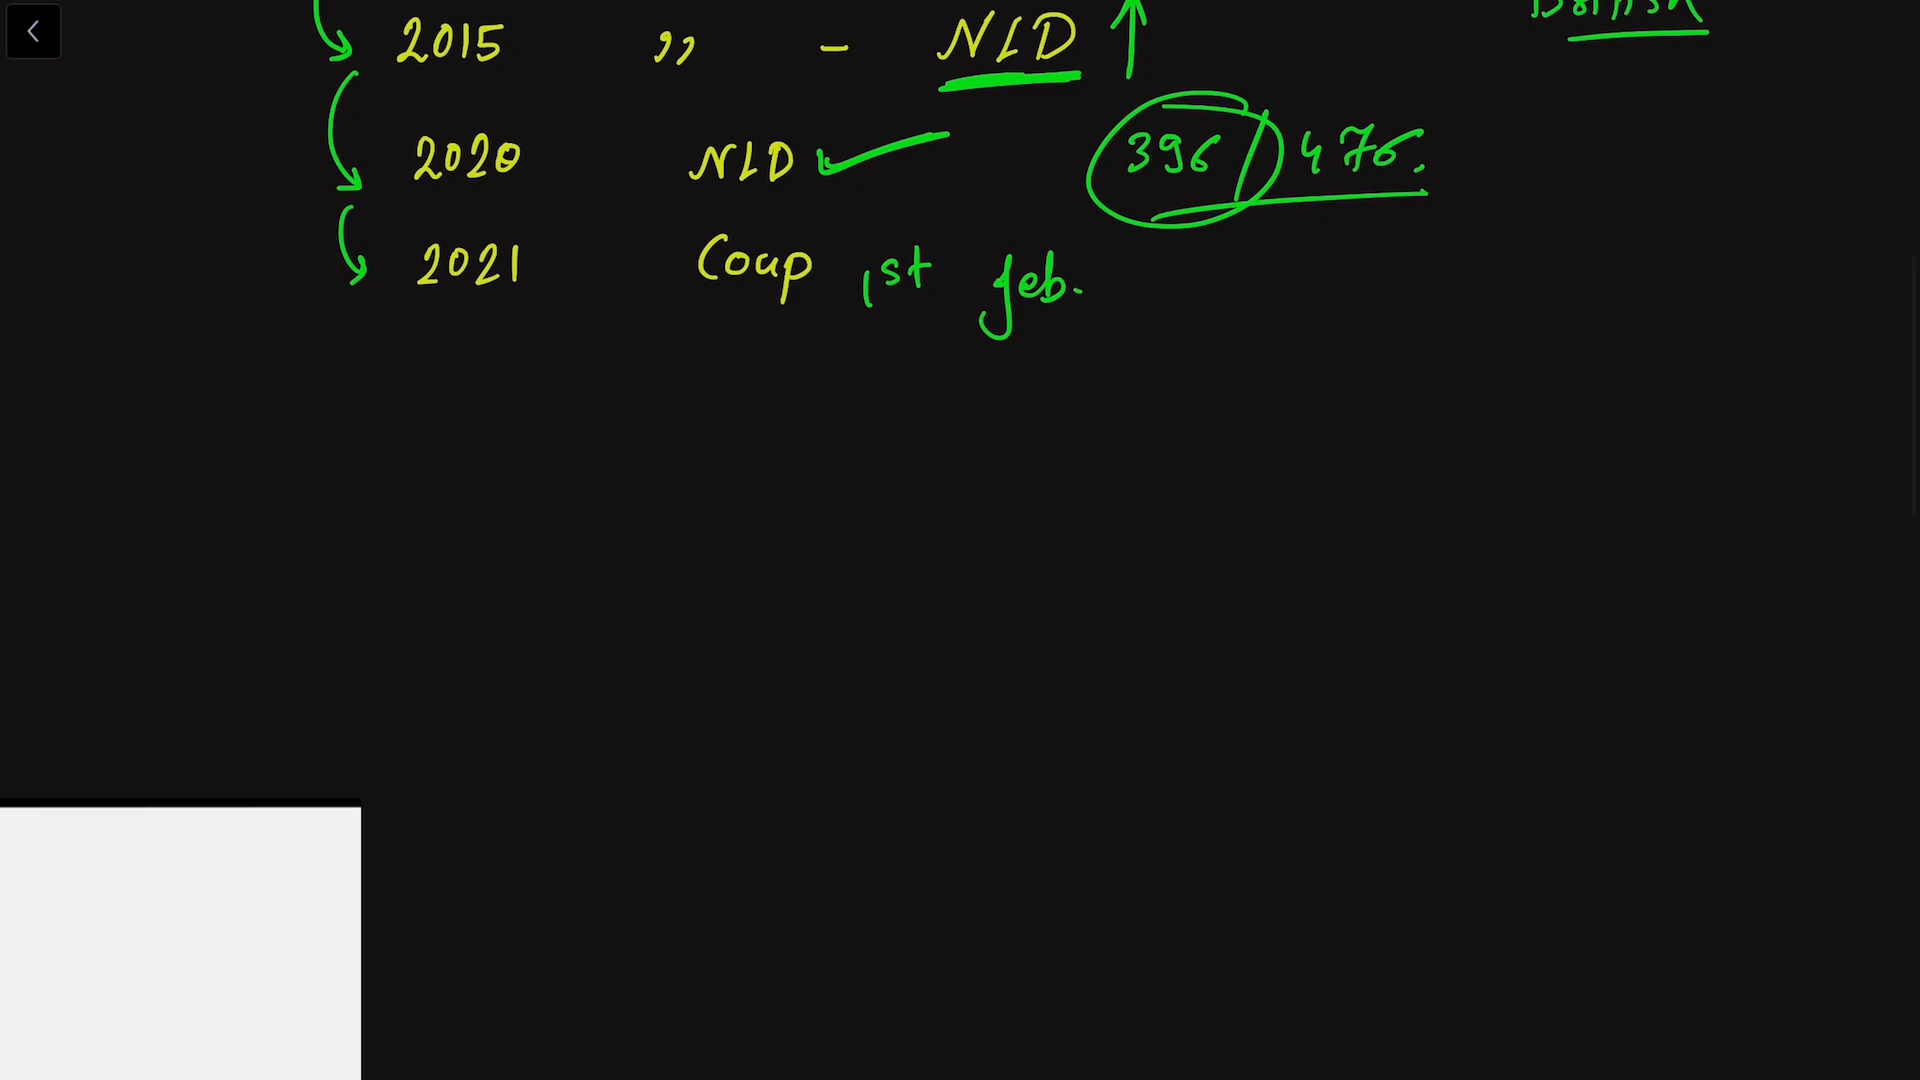 2015 ,, - NLD ↑
2020 NLD ✓ 396/476.
2021 Coup 1st feb.